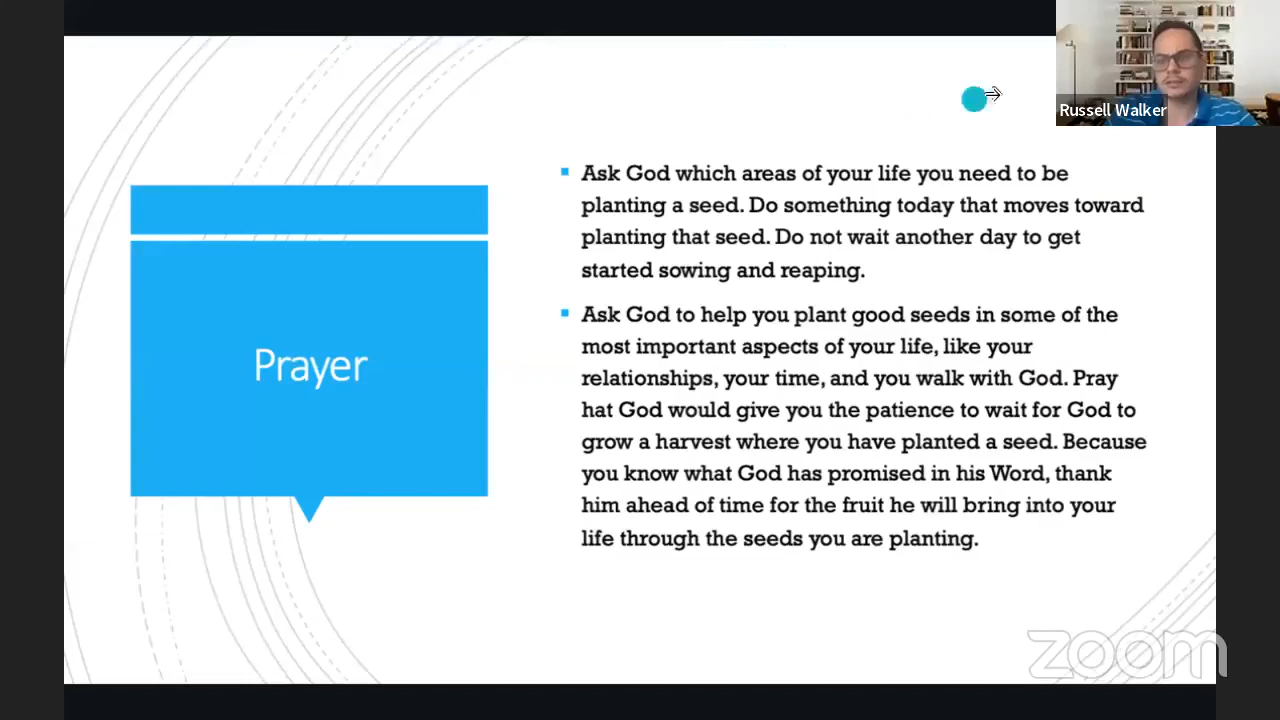 Russell Walker
Prayer
Ask God which areas of your life you need to be
planting a seed. Do something today that moves toward
planting that seed. Do not wait another day to get
started sowing and reaping.
Ask God to help you plant good seeds in some of the
most important aspects of your life, like your
relationships, your time, and you walk with God. Pray
hat God would give you the patience to wait for God to
grow a harvest where you have planted a seed. Because
you know what God has promised in his Word, thank
him ahead of time for the fruit he will bring into your
life through the seeds you are planting.
zoom